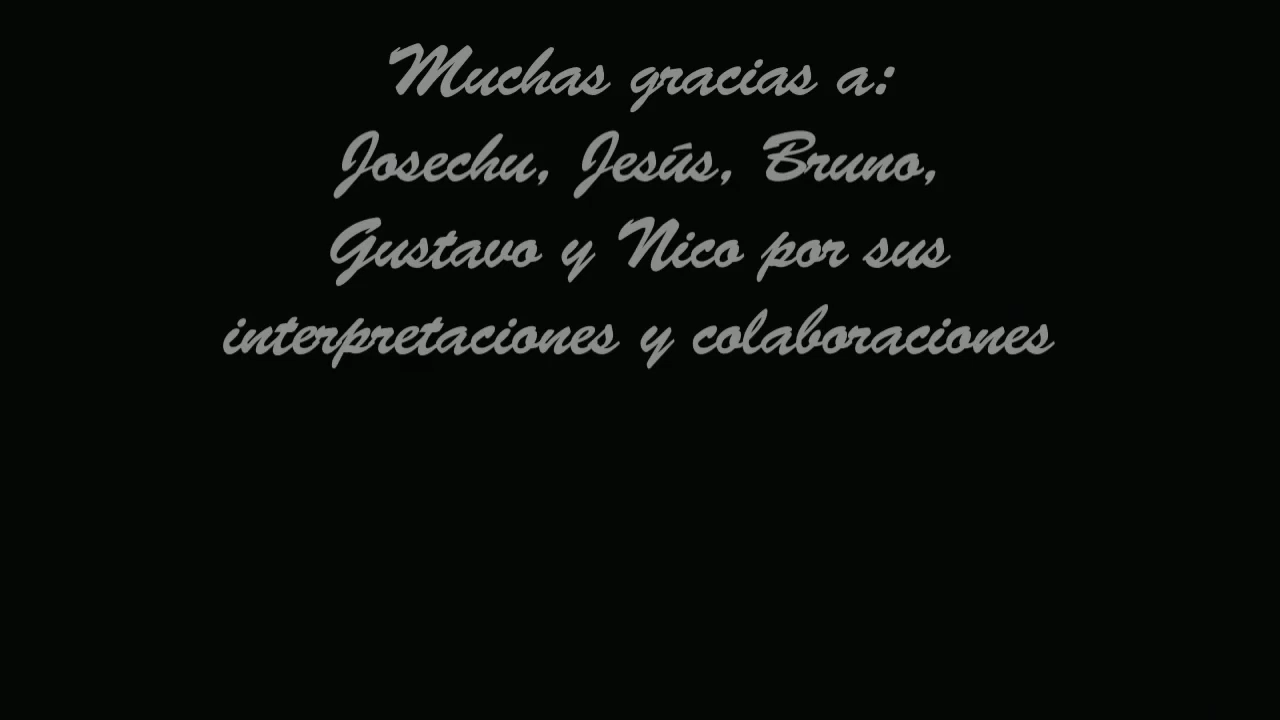 Muchas gracias a:
Josechu, Jesús, Bruno,
Gustavo y Nico por sus
interpretaciones y colaboraciones